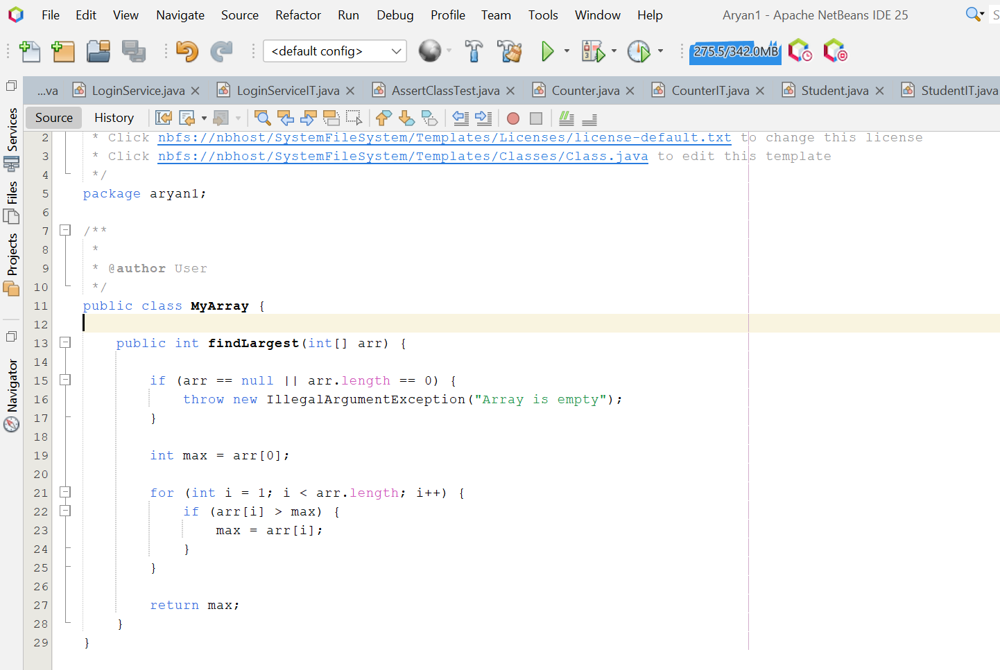 File Edit View Navigate Source Refactor Run Debug Profile Team Tools Window Help Aryan1 - Apache NetBeans IDE 25
<default config> 275.5/342.0MB
...va LoginService.java LoginServiceIT.java AssertClassTest.java Counter.java CounterIT.java Student.java StudentIT.java
Source History
Services
Files
Projects
Navigator
2 * Click nbfs://nbhost/SystemFileSystem/Templates/Licenses/license-default.txt to change this license
3 * Click nbfs://nbhost/SystemFileSystem/Templates/Classes/Class.java to edit this template
4 */
5 package aryan1;
6
7 /**
8 *
9 * @author User
10 */
11 public class MyArray {
12
13 public int findLargest(int[] arr) {
14
15 if (arr == null || arr.length == 0) {
16 throw new IllegalArgumentException("Array is empty");
17 }
18
19 int max = arr[0];
20
21 for (int i = 1; i < arr.length; i++) {
22 if (arr[i] > max) {
23 max = arr[i];
24 }
25 }
26
27 return max;
28 }
29 }